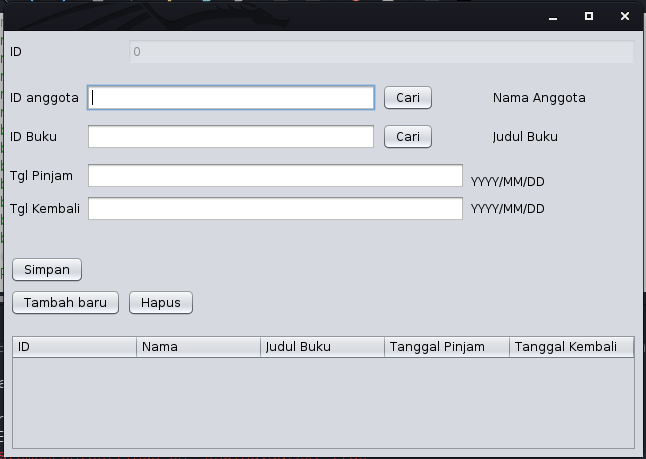 ID 0
ID anggota Cari Nama Anggota
ID Buku Cari Judul Buku
Tgl Pinjam YYYY/MM/DD
Tgl Kembali YYYY/MM/DD
Simpan
Tambah baru Hapus
ID Nama Judul Buku Tanggal Pinjam Tanggal Kembali